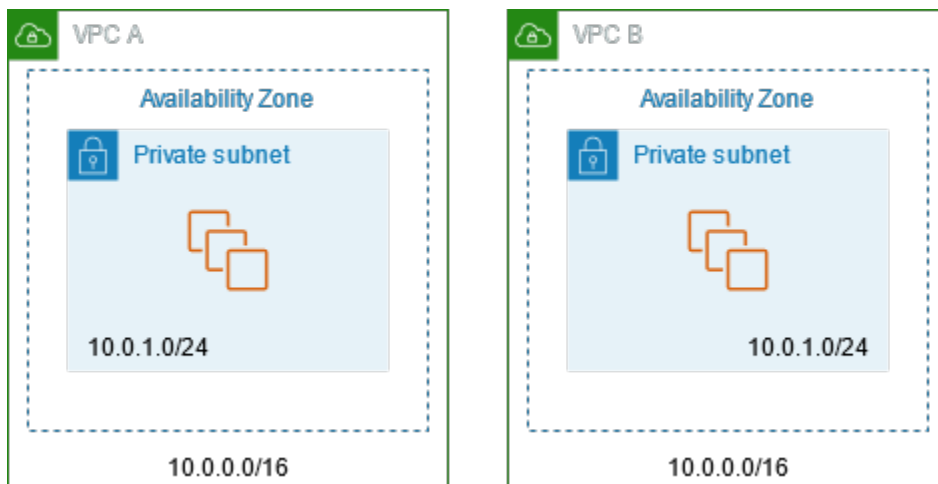 VPC A
Availability Zone
Private subnet
10.0.1.0/24
10.0.0.0/16
VPC B
Availability Zone
Private subnet
10.0.1.0/24
10.0.0.0/16